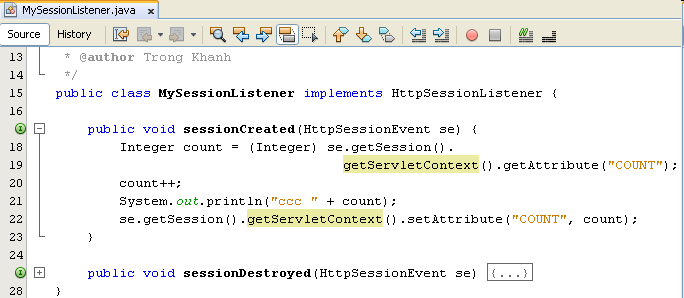 MySessionListener.java
Source History
13 * @author Trong Khanh
14 */
15 public class MySessionListener implements HttpSessionListener {
16
public void sessionCreated(HttpSessionEvent se) {
18 Integer count = (Integer) se.getSession().
19 getServletContext().getAttribute("COUNT");
20 count++;
21 System.out.println("ccc " + count);
22 se.getSession().getServletContext().setAttribute("COUNT", count);
23 }
24
public void sessionDestroyed(HttpSessionEvent se) {...}
28 }